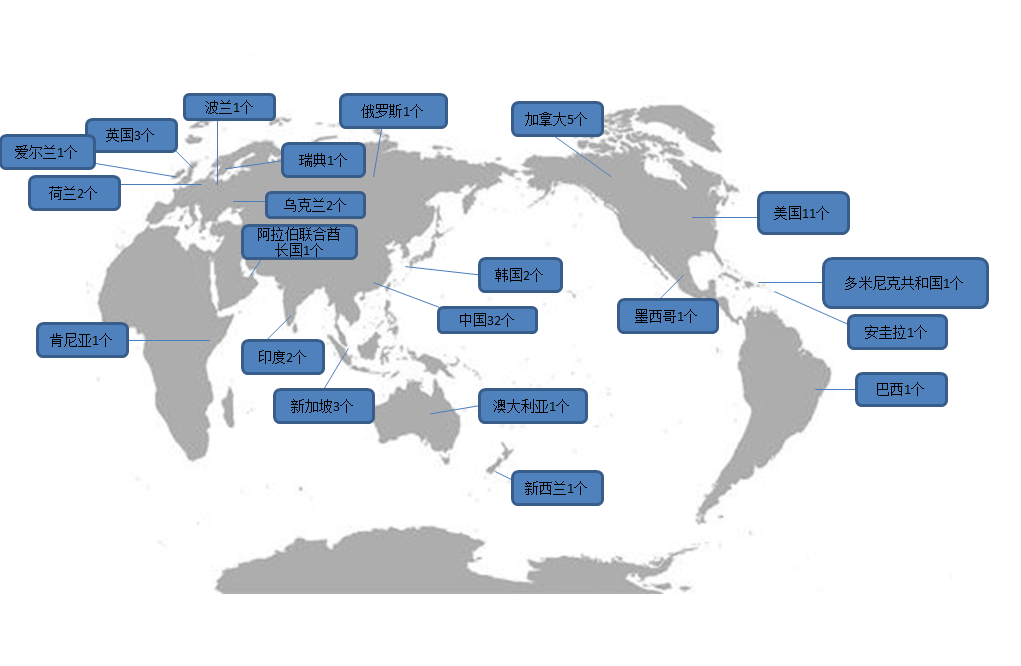 波兰1个
俄罗斯1个
加拿大5个
英国3个
爱尔兰1个
瑞典1个
荷兰2个
乌克兰2个
美国11个
阿拉伯联合酋
长国1个
韩国2个
多米尼克共和国1个
墨西哥1个
中国32个
安圭拉1个
肯尼亚1个
印度2个
巴西1个
新加坡3个
澳大利亚1个
新西兰1个